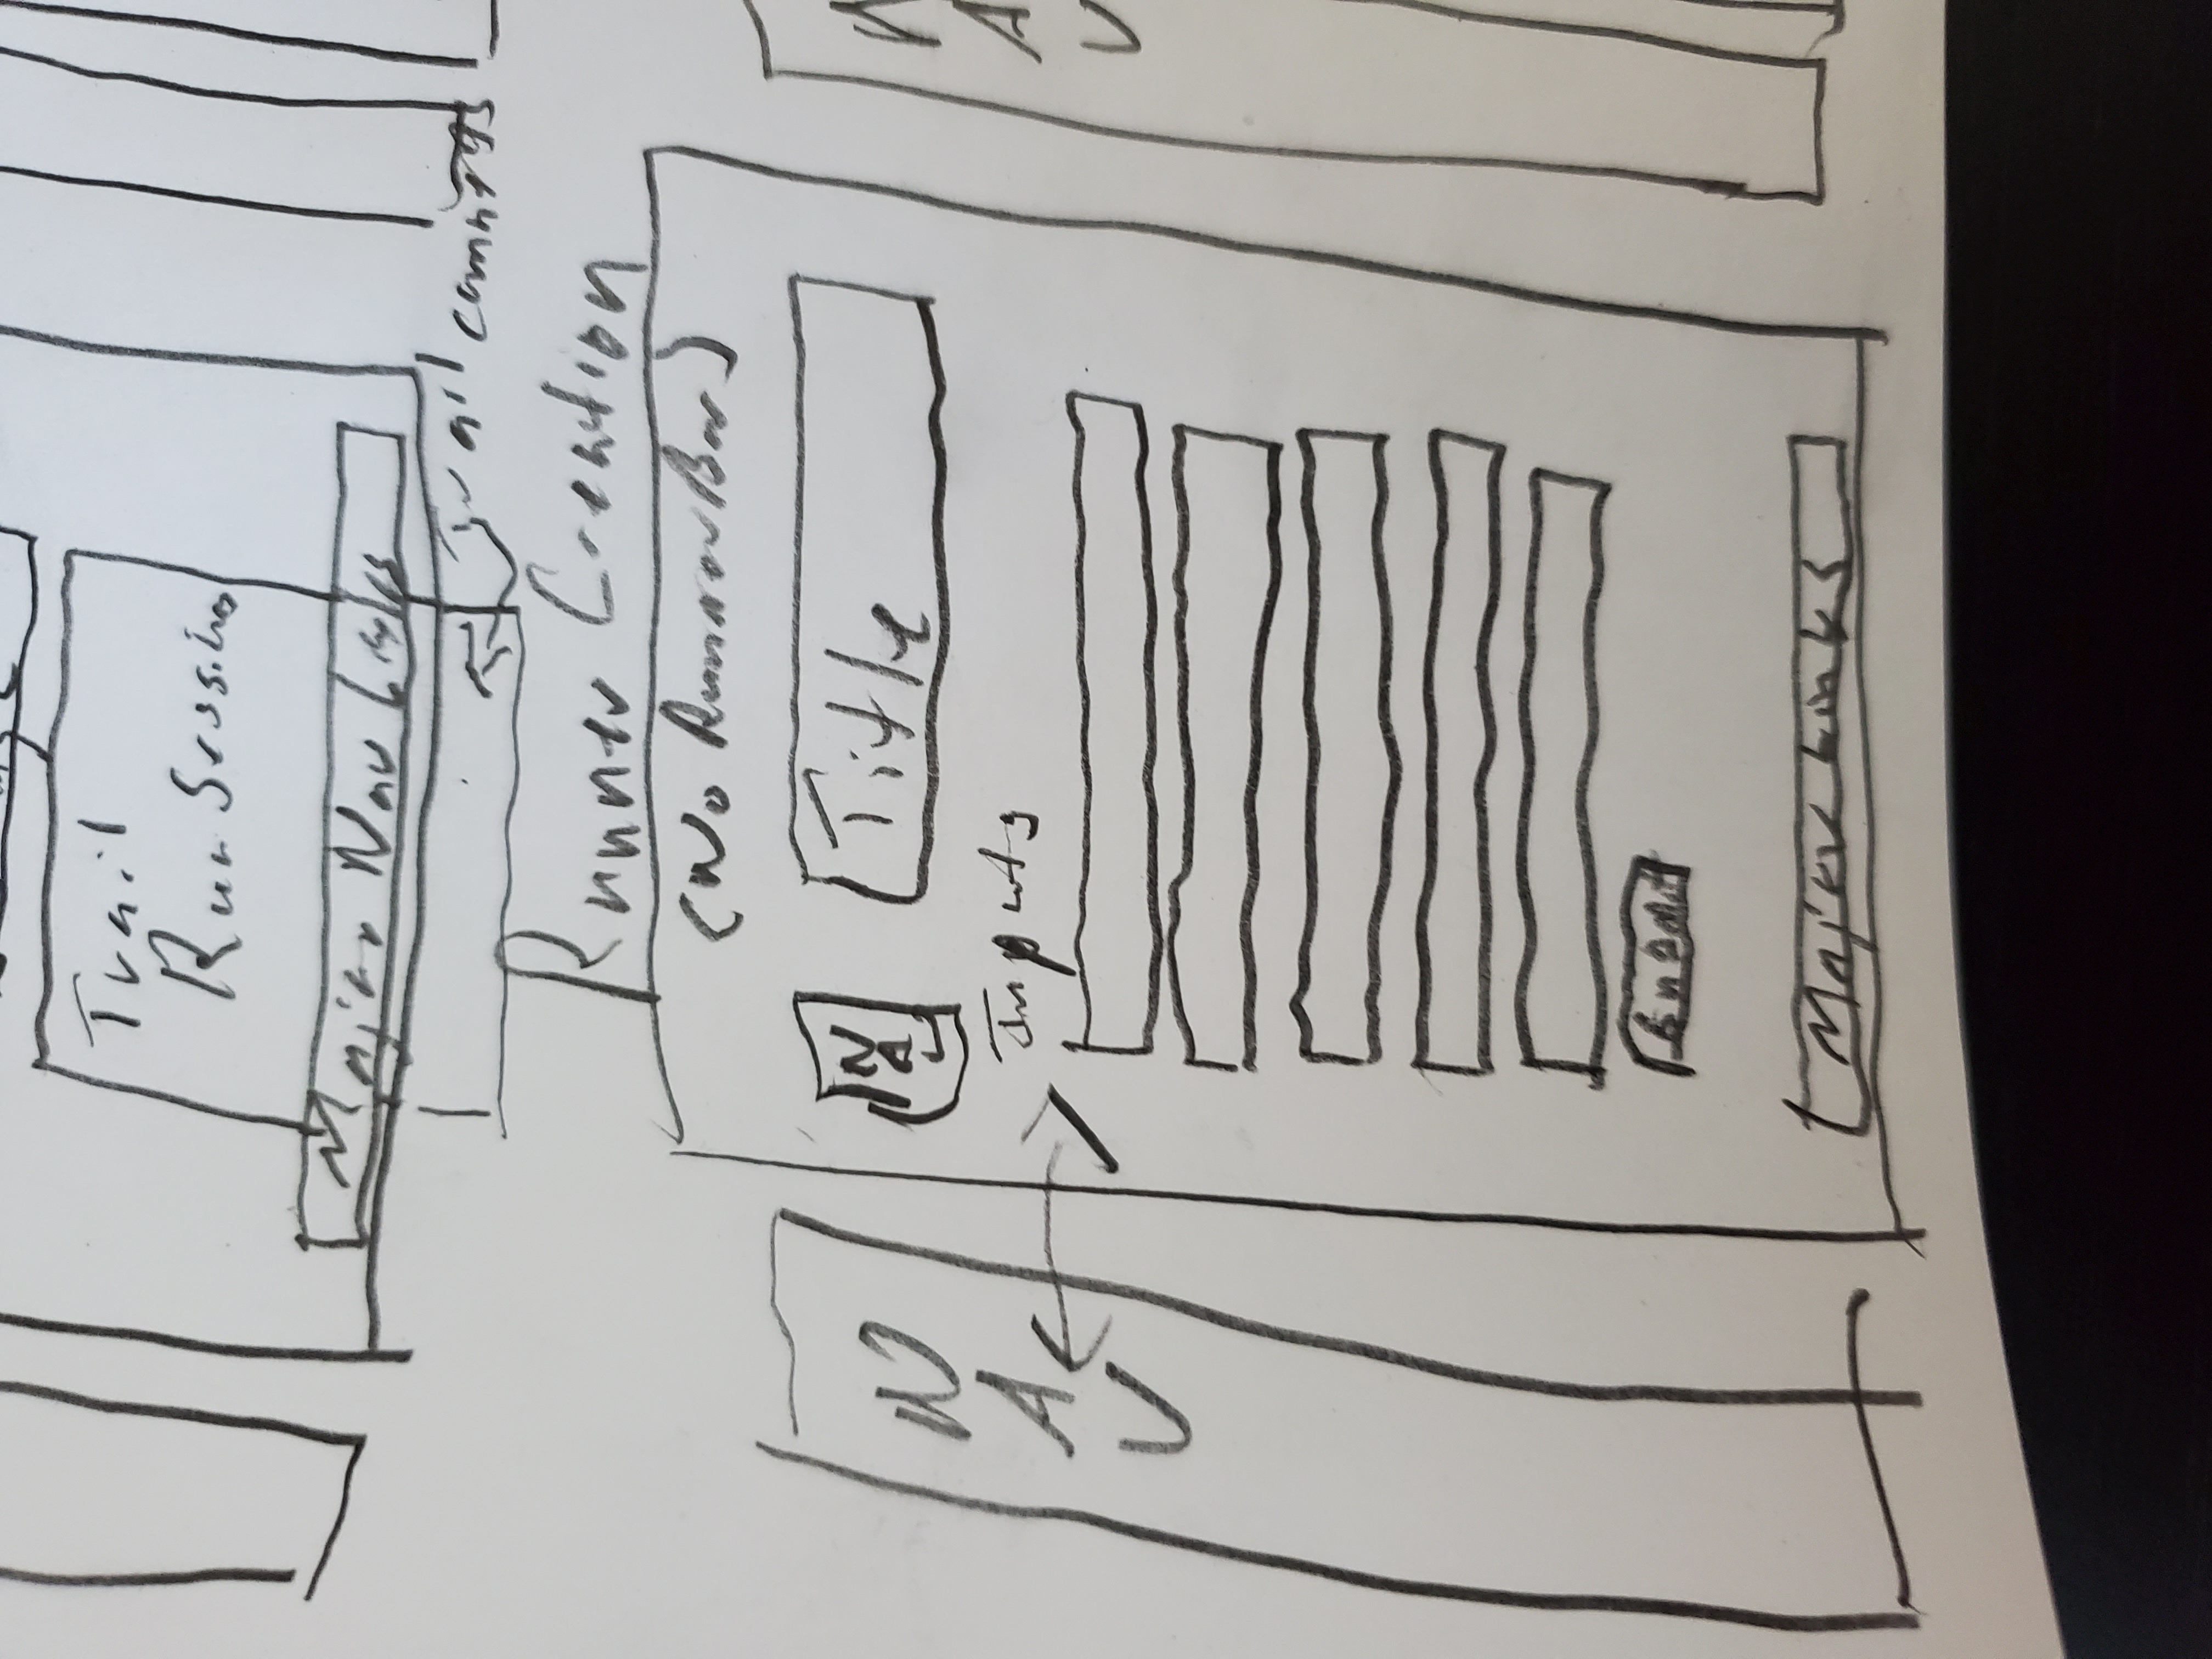 Trail
Run Session
Major Nav Links
Trail comments
Runner Creation
(No Runner Bar)
NAV
Title
NAV
Inputs
Submit
Major Links
NAV